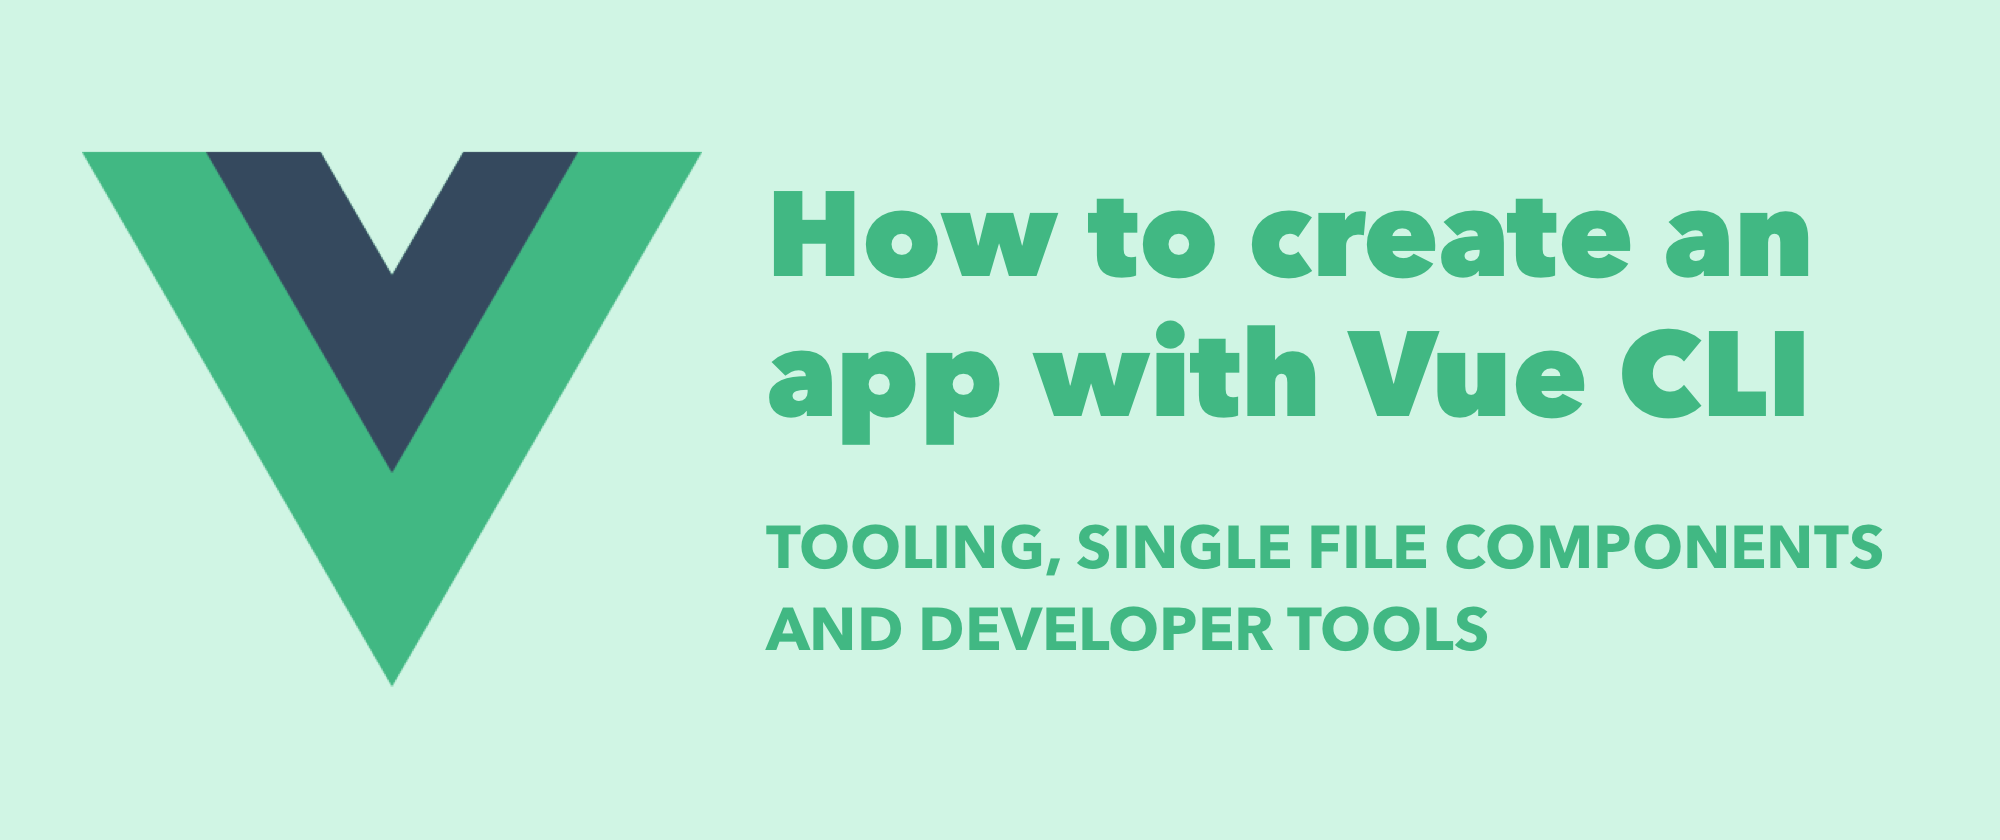 How to create an
app with Vue CLI
TOOLING, SINGLE FILE COMPONENTS
AND DEVELOPER TOOLS